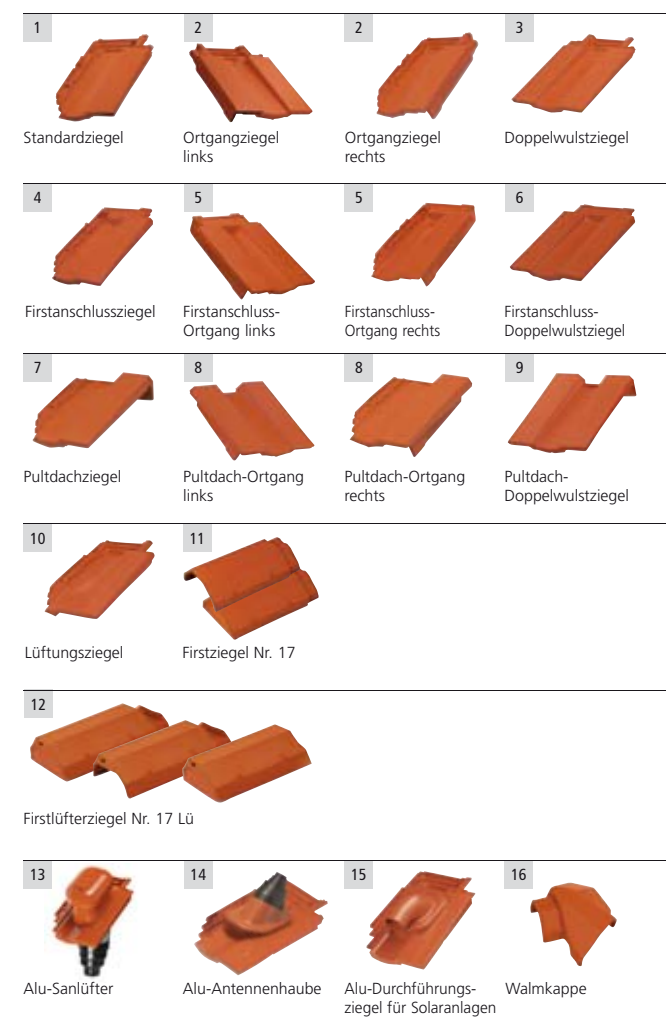 1
2
2
3
Standardziegel
Ortgangziegel
links
Ortgangziegel
rechts
Doppelwulstziegel
4
5
5
6
Firstanschlussziegel
Firstanschluss-
Ortgang links
Firstanschluss-
Ortgang rechts
Firstanschluss-
Doppelwulstziegel
7
8
8
9
Pultdachziegel
Pultdach-Ortgang
links
Pultdach-Ortgang
rechts
Pultdach-
Doppelwulstziegel
10
11
Lüftungsziegel
Firstziegel Nr. 17
12
Firstlüfterziegel Nr. 17 Lü
13
14
15
16
Alu-Sanlüfter
Alu-Antennenhaube
Alu-Durchführungs-
ziegel für Solaranlagen
Walmkappe